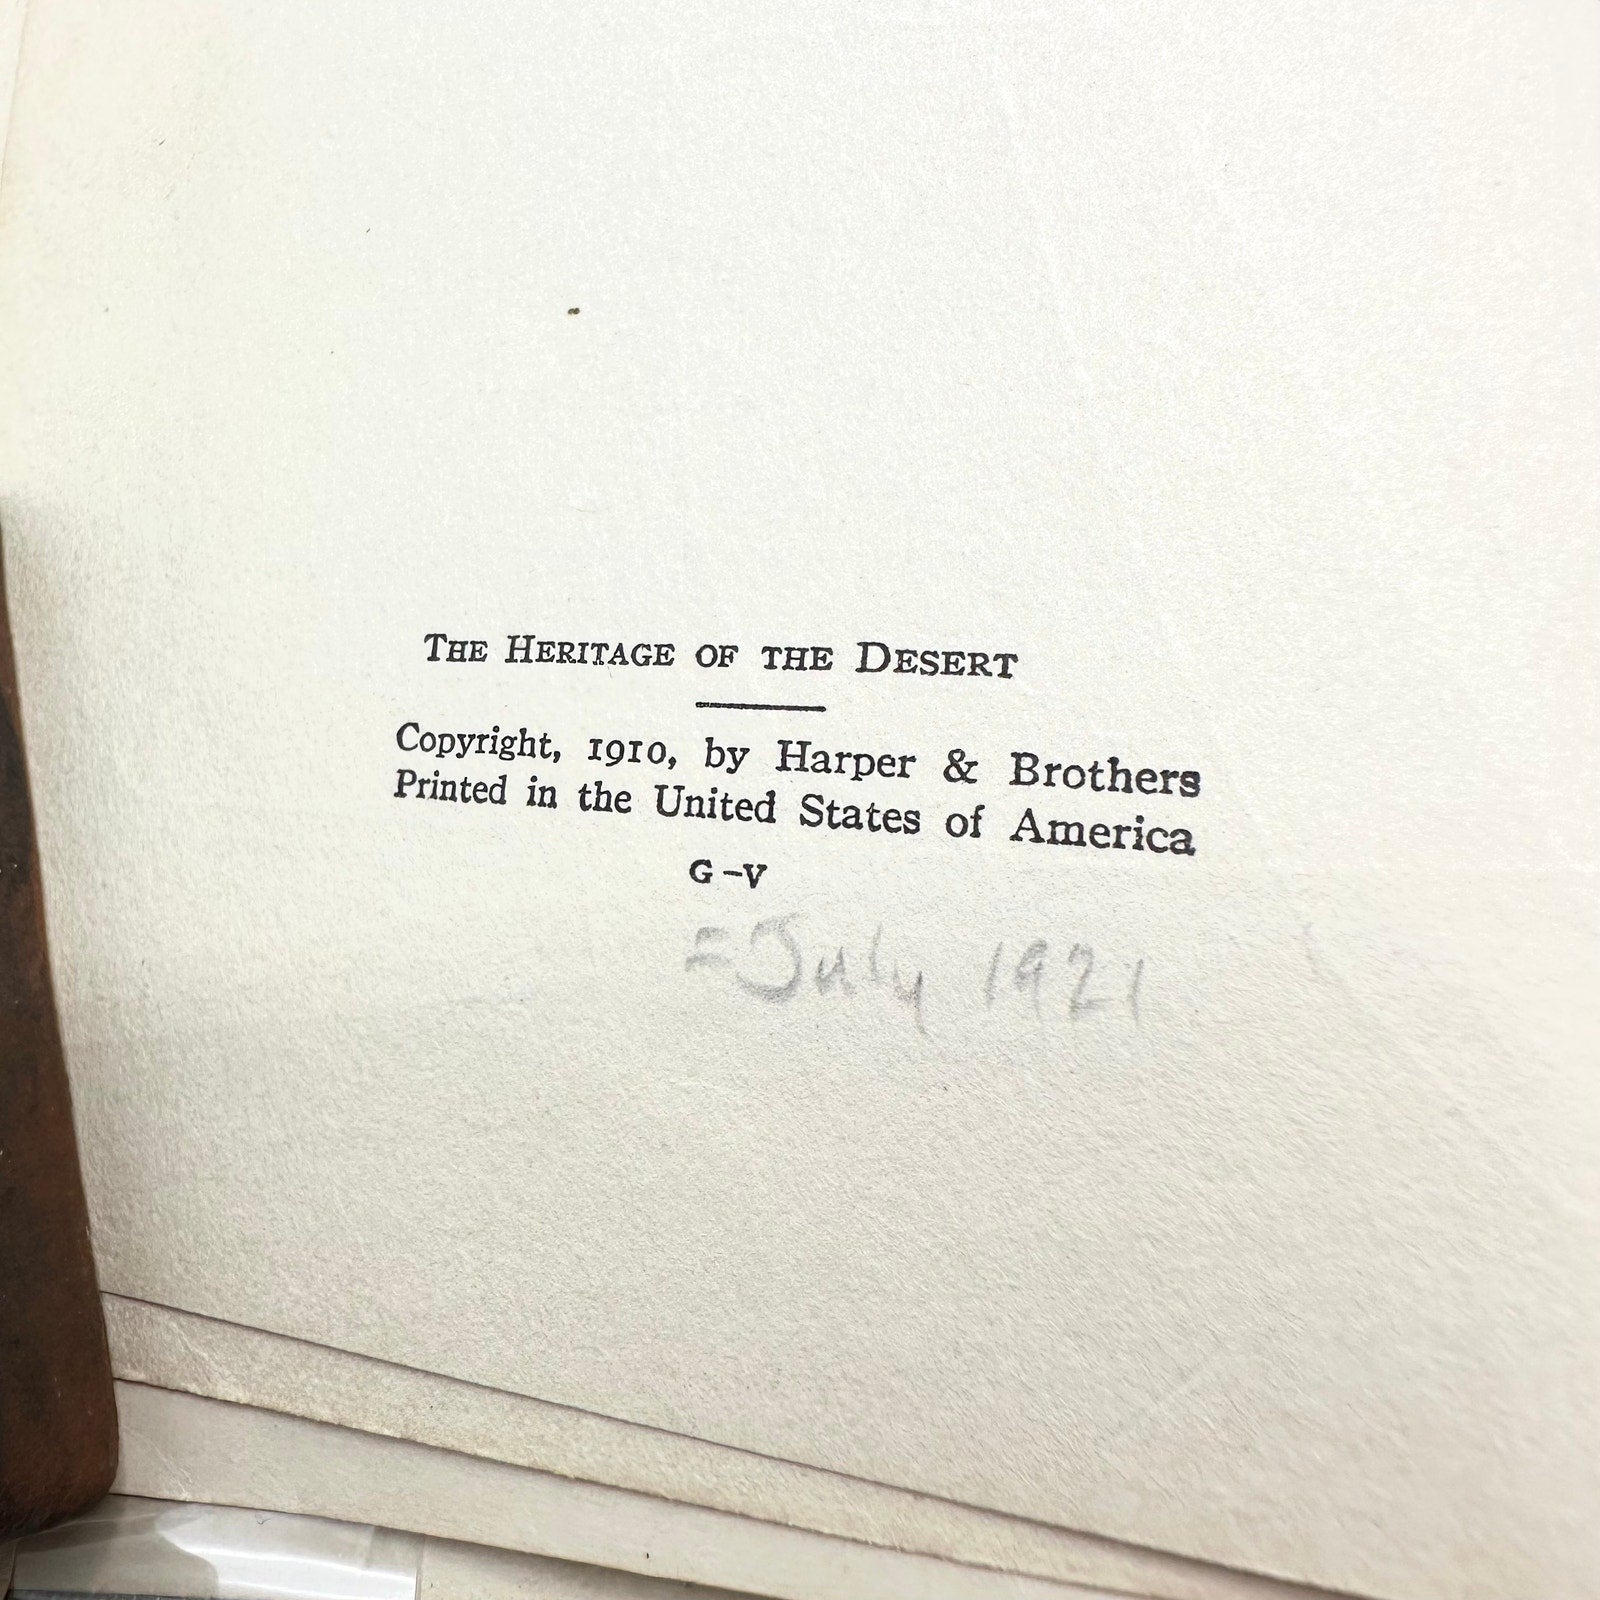 THE HERITAGE OF THE DESERT
Copyright, 1910, by Harper & Brothers
Printed in the United States of America
G-V
=July 1921